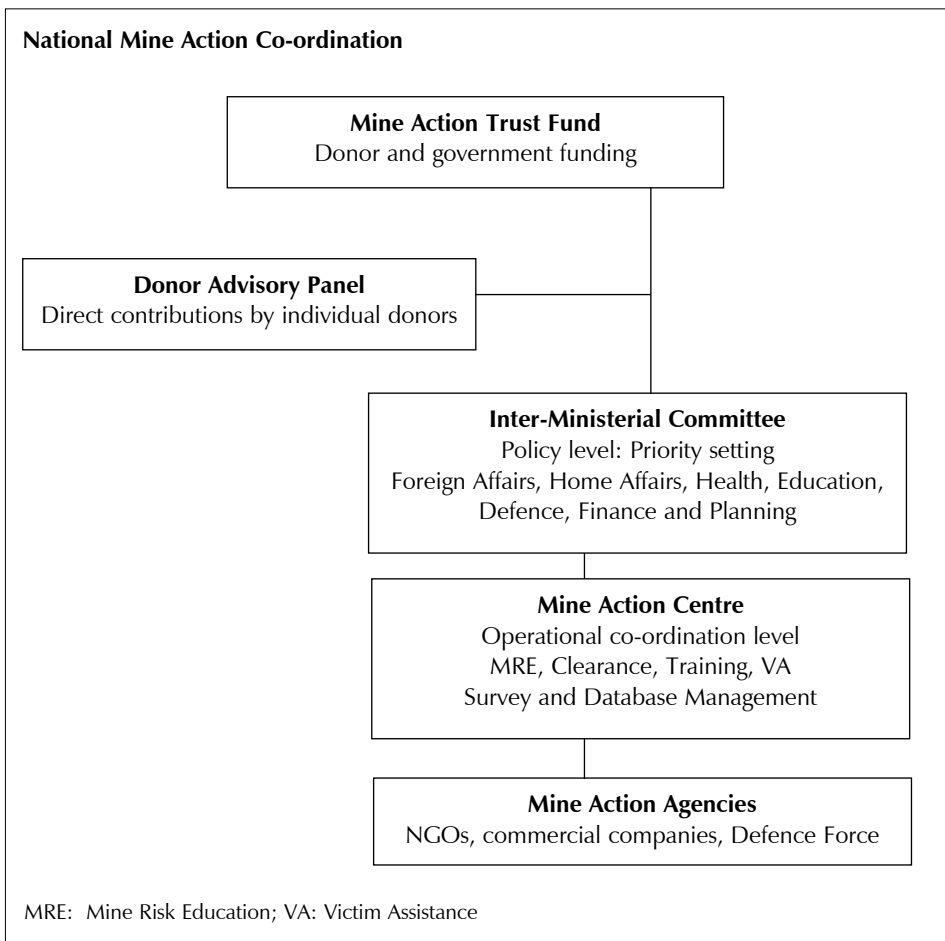 National Mine Action Co-ordination
Mine Action Trust Fund
Donor and government funding
Donor Advisory Panel
Direct contributions by individual donors
Inter-Ministerial Committee
Policy level: Priority setting
Foreign Affairs, Home Affairs, Health, Education,
Defence, Finance and Planning
Mine Action Centre
Operational co-ordination level
MRE, Clearance, Training, VA
Survey and Database Management
Mine Action Agencies
NGOs, commercial companies, Defence Force
MRE: Mine Risk Education; VA: Victim Assistance